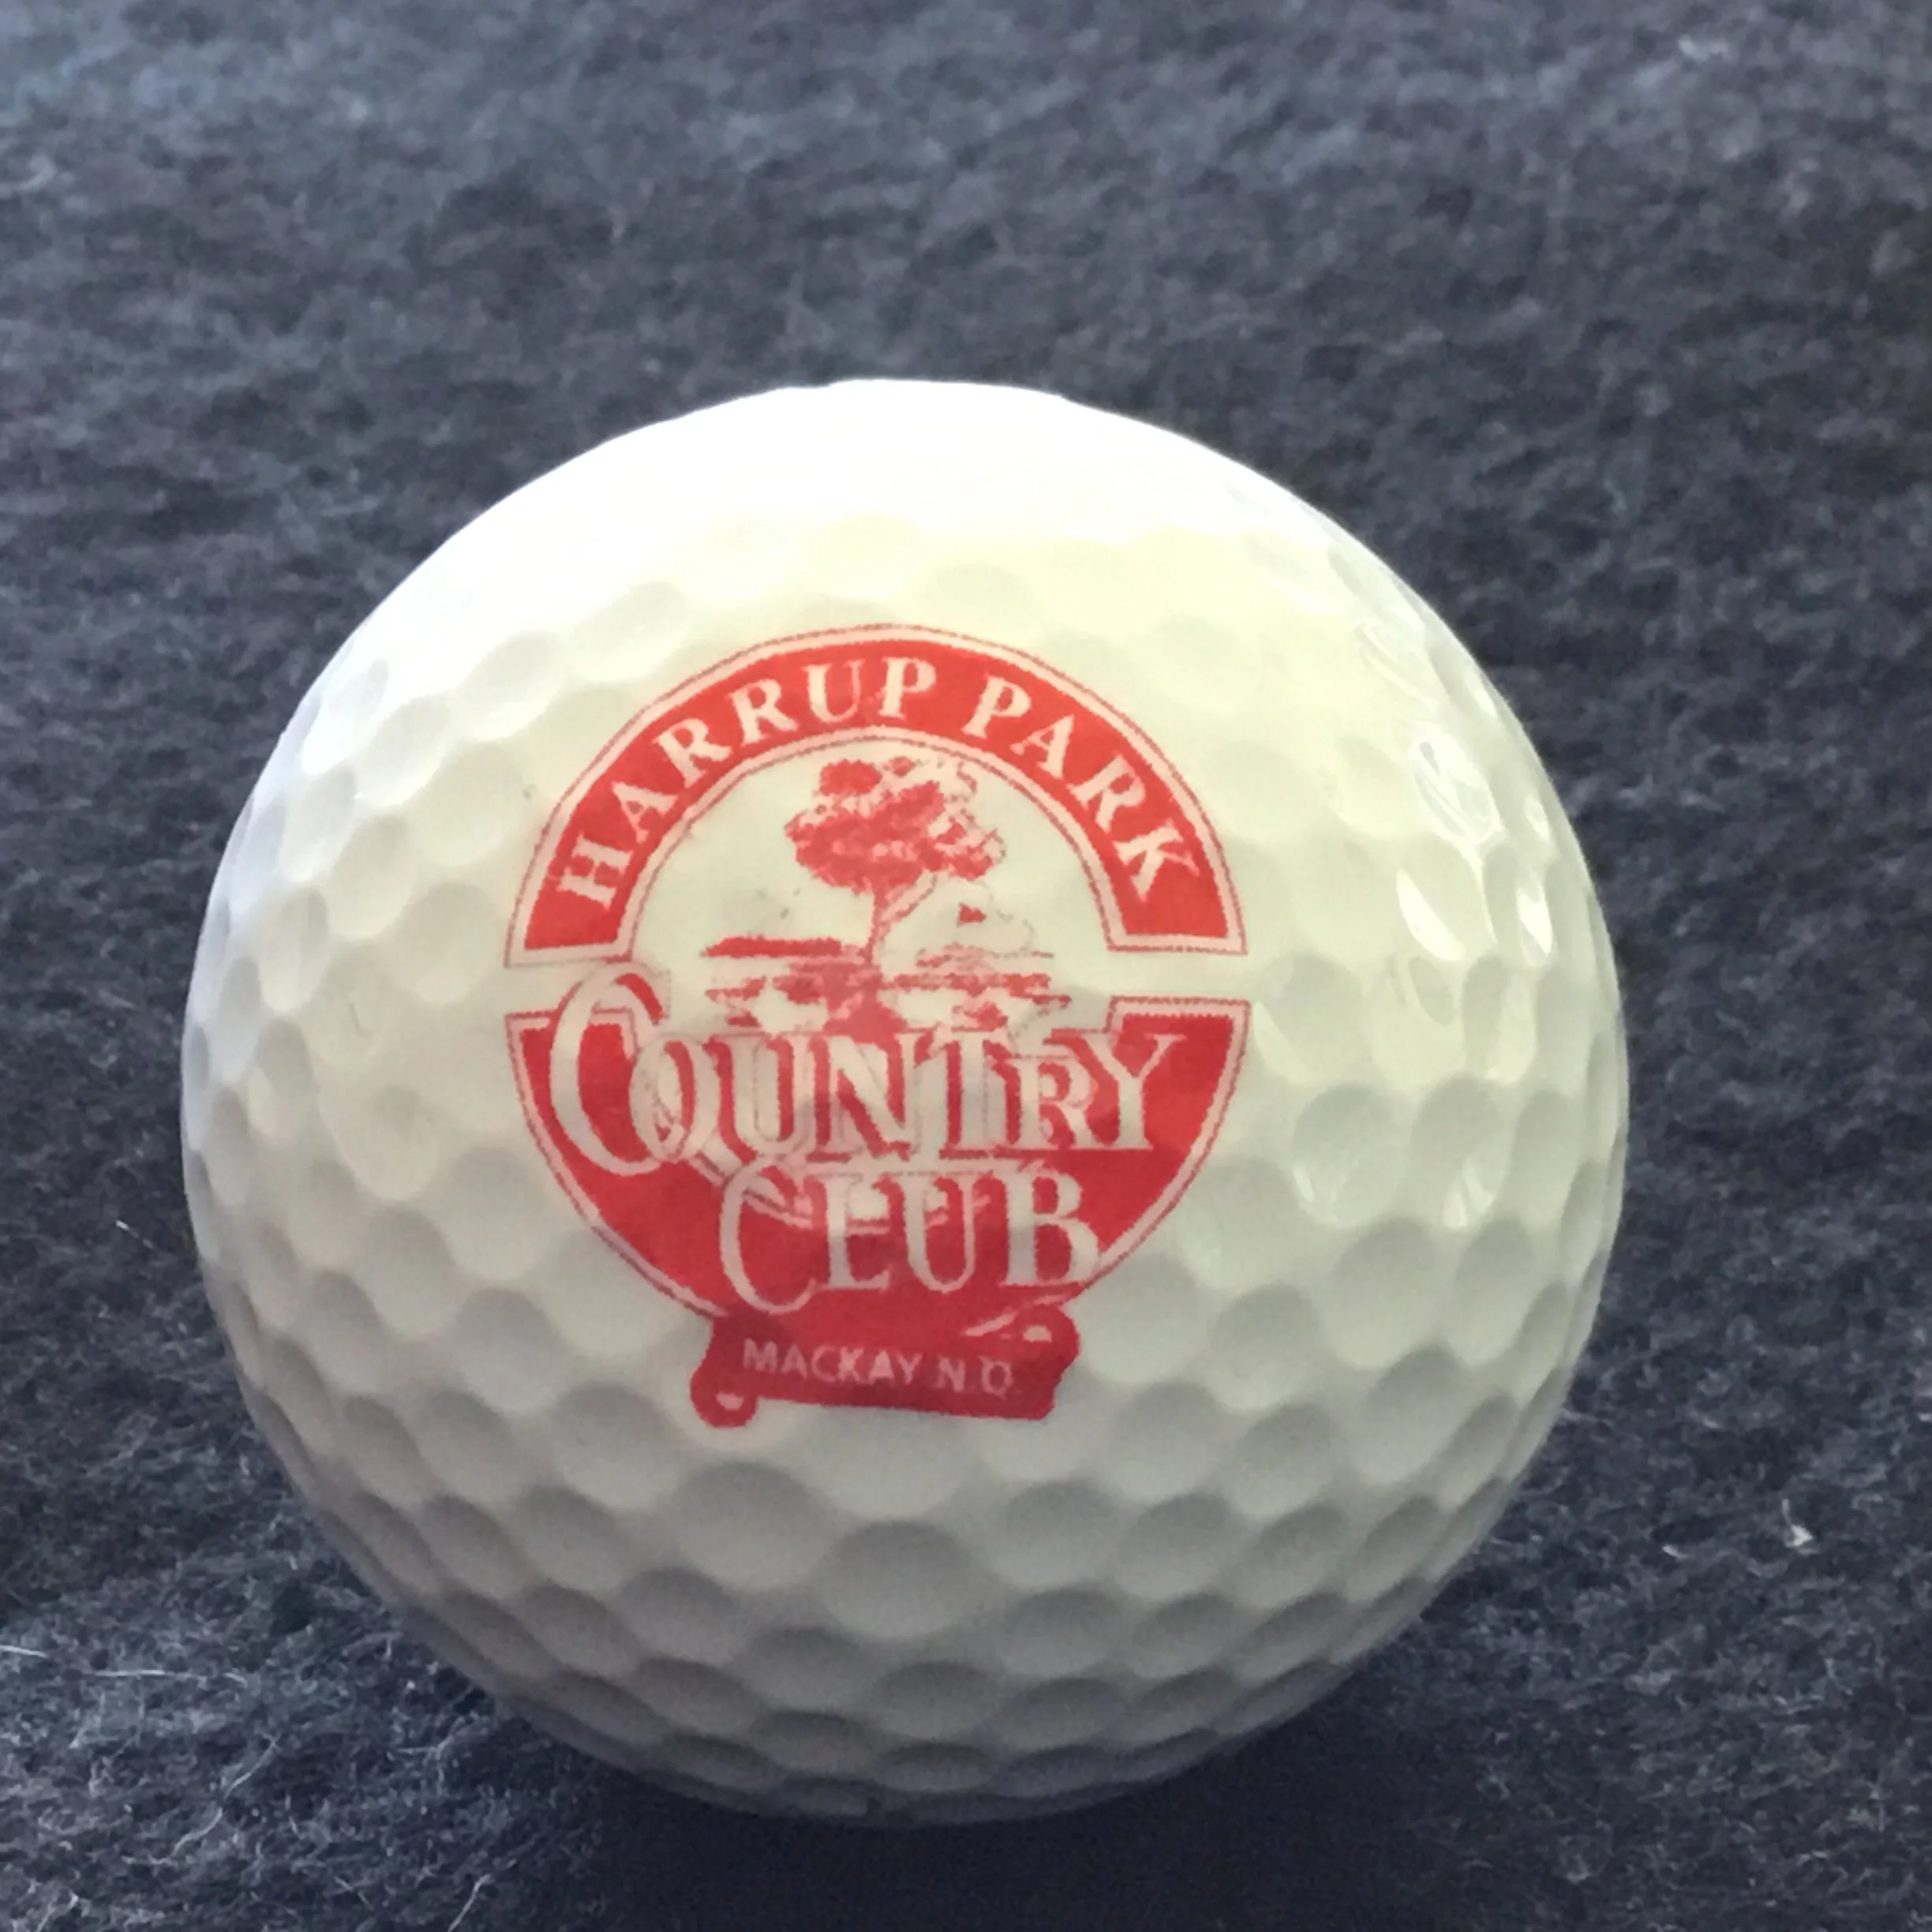 HARRUP PARK
COUNTRY
CLUB
MACKAY N.Q.